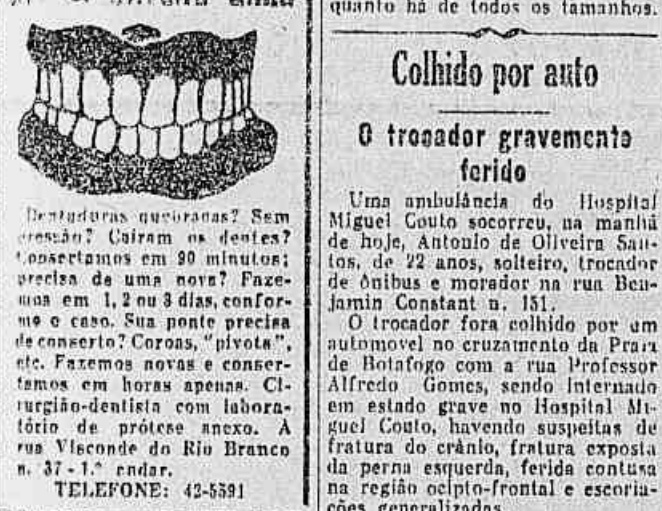 Dentaduras quebradas? Sem
pressão? Cairam os dentes?
Consertamos em 90 minutos;
precisa de uma nova? Faze-
mos em 1, 2 ou 3 dias, confor-
me o caso. Sua ponte precisa
de conserto? Coroas, "pivots",
etc. Fazemos novas e conser-
tamos em horas apenas. Ci-
rurgião-dentista com labora-
tório de prótese anexo. A
rua Visconde do Rio Branco
n. 37 - 1.º andar.
TELEFONE: 42-5591
quanto há de todos os tamanhos.
Colhido por auto
O trocador gravemente
ferido
Uma ambulância do Hospital
Miguel Couto socorreu, na manhã
de hoje, Antonio de Oliveira San-
tos, de 22 anos, solteiro, trocador
de ônibus e morador na rua Ben-
jamin Constant n. 151.
O trocador fora colhido por um
automovel no cruzamento da Praia
de Botafogo com a rua Professor
Alfredo Gomes, sendo internado
em estado grave no Hospital Mi-
guel Couto, havendo suspeitas de
fratura do crânio, fratura exposta
da perna esquerda, ferida contusa
na região ocipto-frontal e escoria-
ções generalizadas